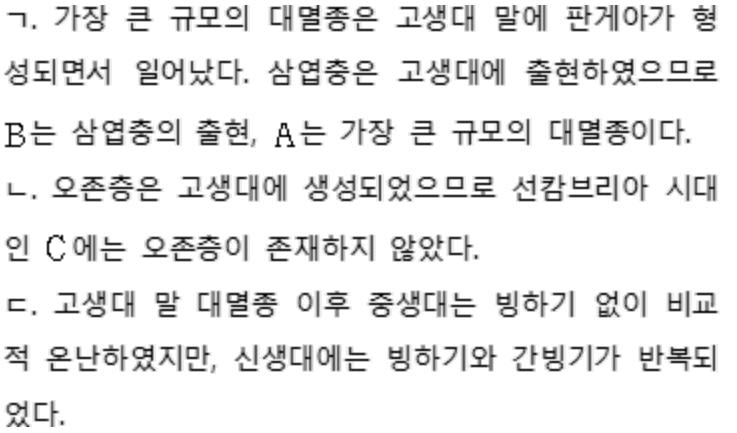 ㄱ. 가장 큰 규모의 대멸종은 고생대 말에 판게아가 형
성되면서 일어났다. 삼엽충은 고생대에 출현하였으므로
B는 삼엽충의 출현, A는 가장 큰 규모의 대멸종이다.
ㄴ. 오존층은 고생대에 생성되었으므로 선캄브리아 시대
인 C에는 오존층이 존재하지 않았다.
ㄷ. 고생대 말 대멸종 이후 중생대는 빙하기 없이 비교
적 온난하였지만, 신생대에는 빙하기와 간빙기가 반복되
었다.